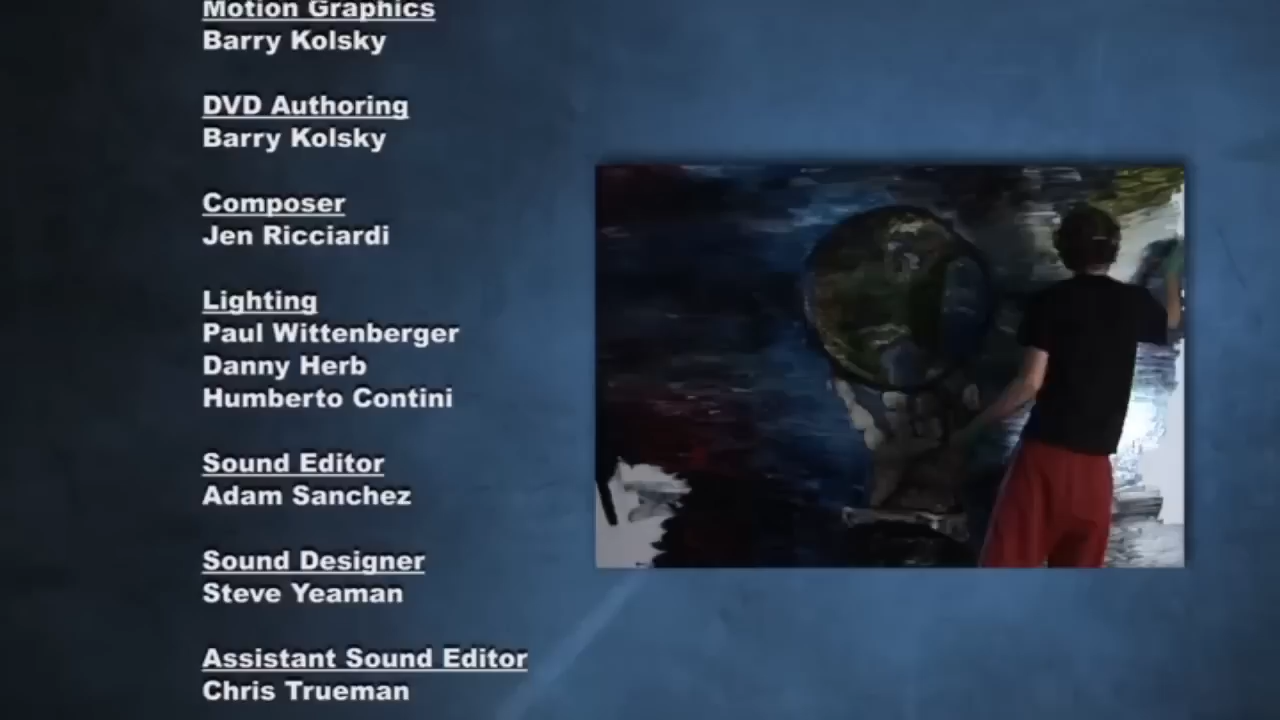 Motion Graphics
Barry Kolsky
DVD Authoring
Barry Kolsky
Composer
Jen Ricciardi
Lighting
Paul Wittenberger
Danny Herb
Humberto Contini
Sound Editor
Adam Sanchez
Sound Designer
Steve Yeaman
Assistant Sound Editor
Chris Trueman